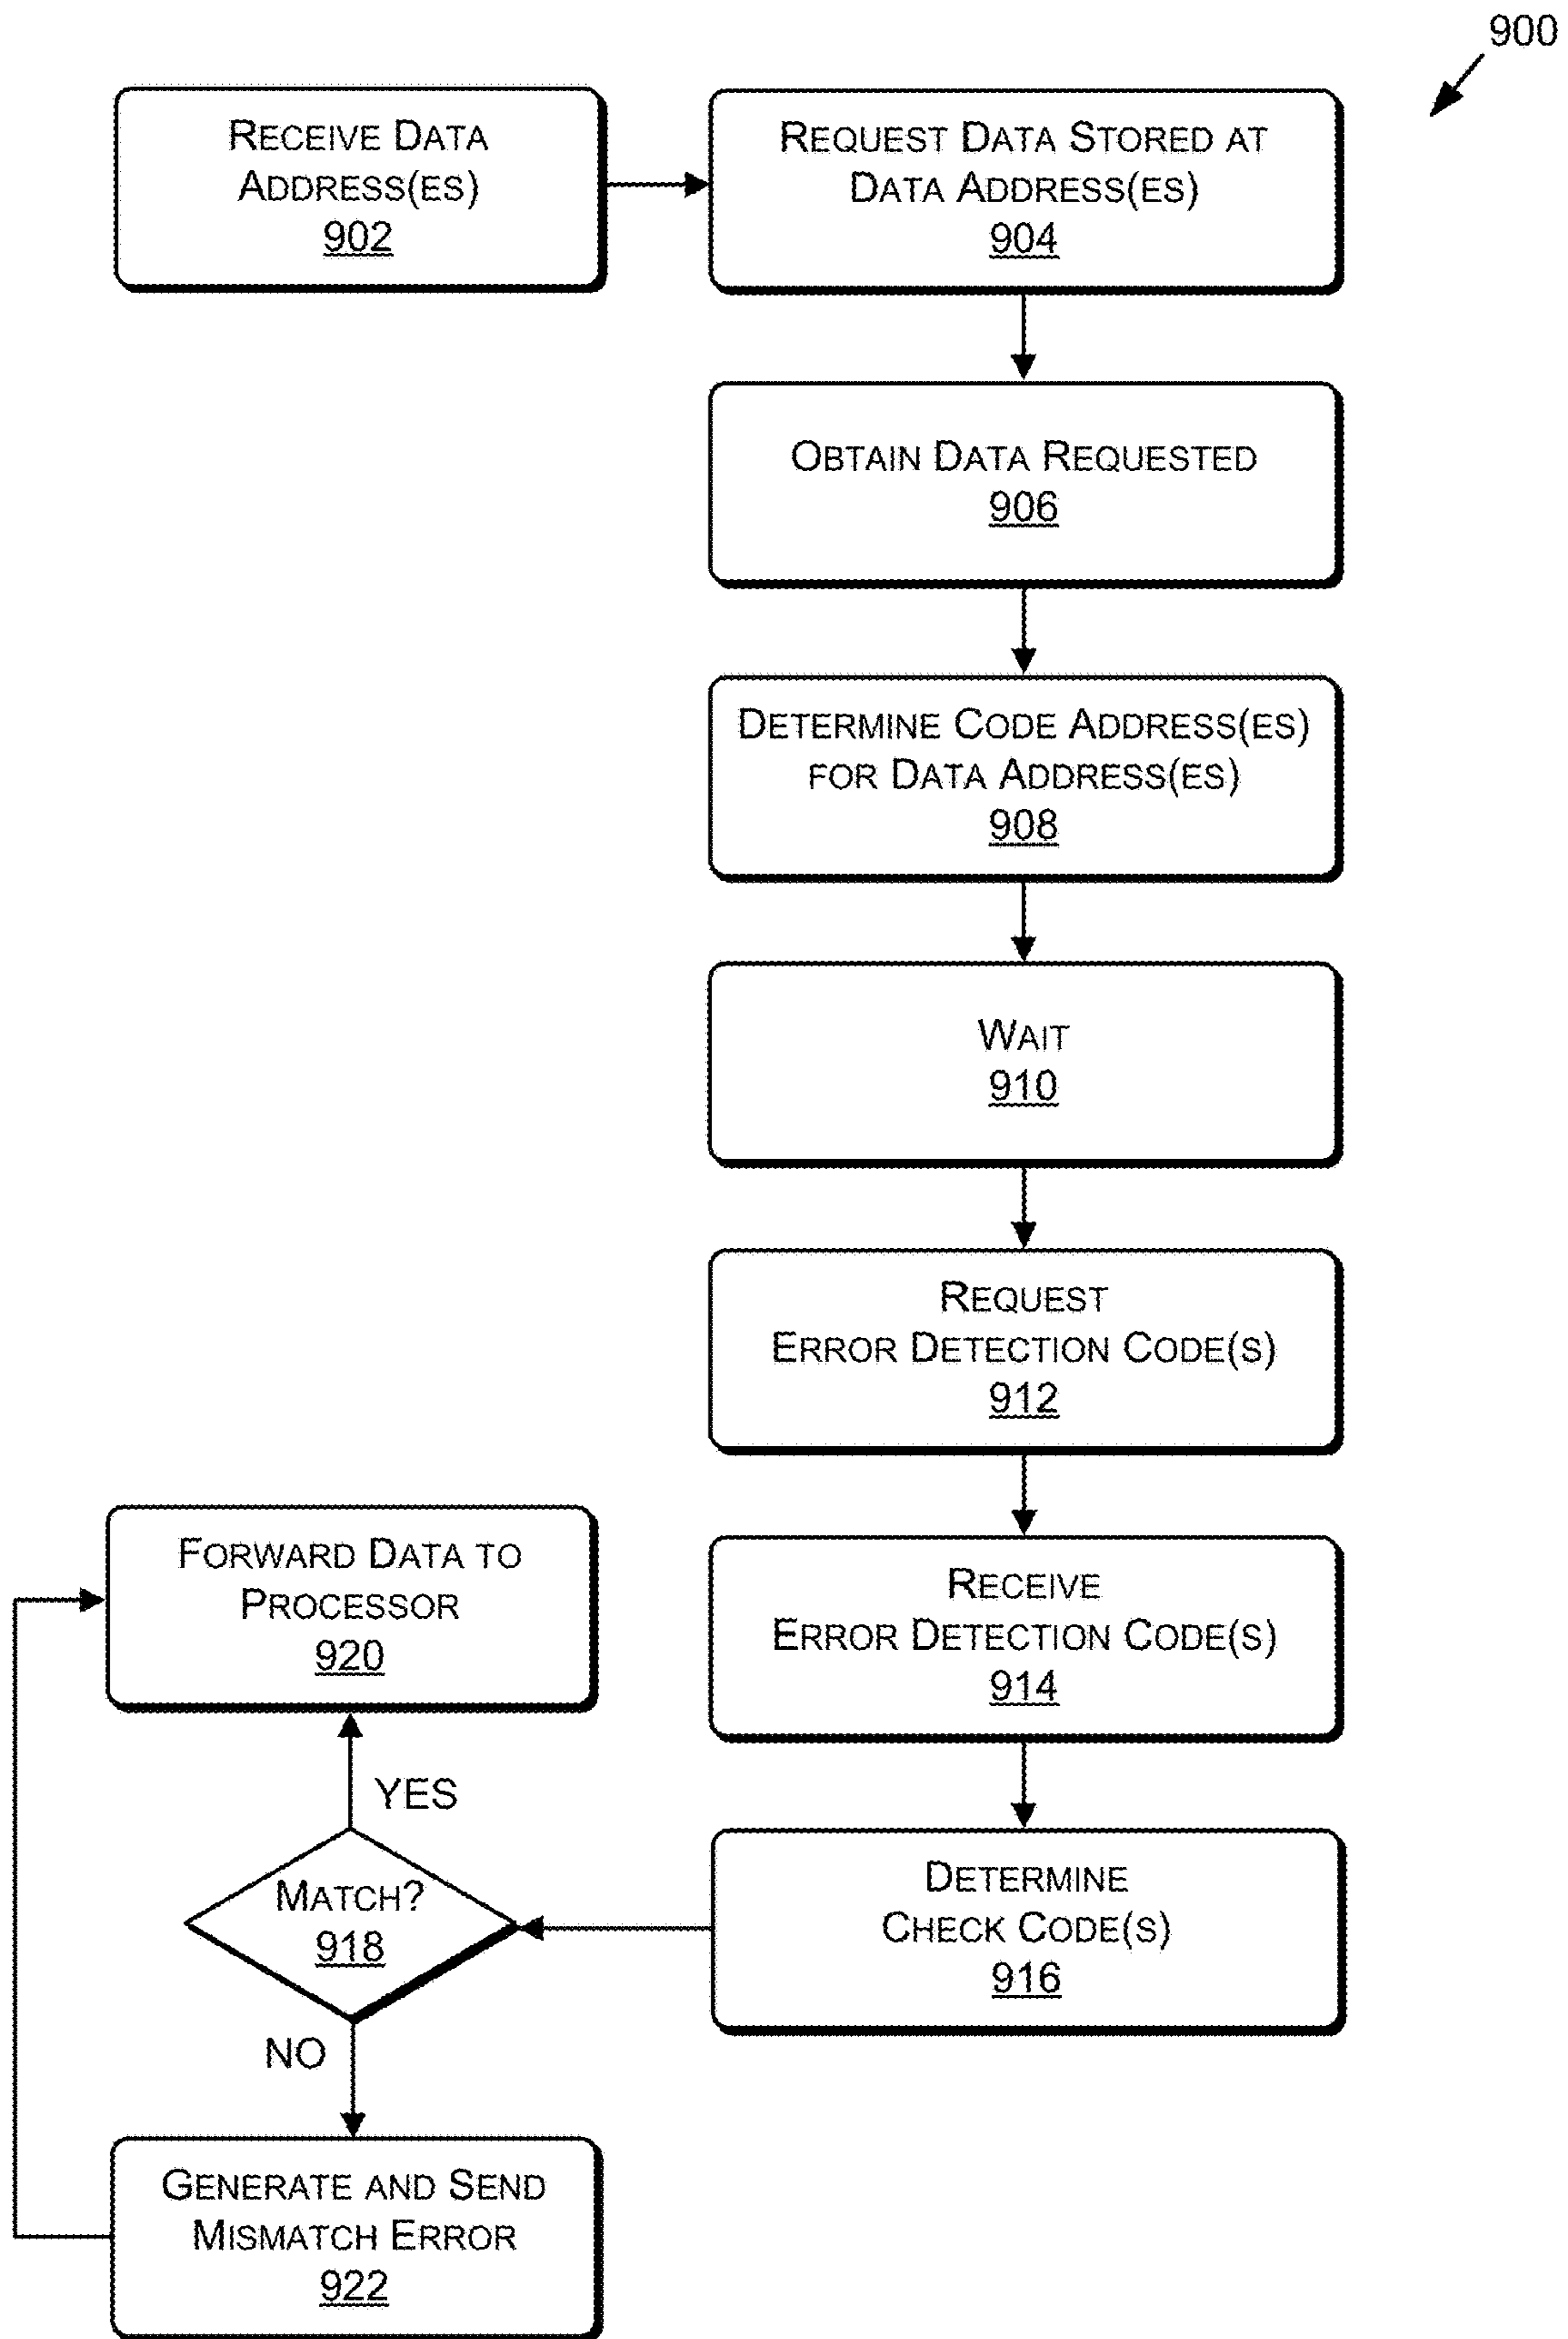 900
RECEIVE DATA
ADDRESS(ES)
902
REQUEST DATA STORED AT
DATA ADDRESS(ES)
904
OBTAIN DATA REQUESTED
906
DETERMINE CODE ADDRESS(ES)
FOR DATA ADDRESS(ES)
908
WAIT
910
REQUEST
ERROR DETECTION CODE(S)
912
RECEIVE
ERROR DETECTION CODE(S)
914
DETERMINE
CHECK CODE(S)
916
MATCH?
918
YES
FORWARD DATA TO
PROCESSOR
920
NO
GENERATE AND SEND
MISMATCH ERROR
922